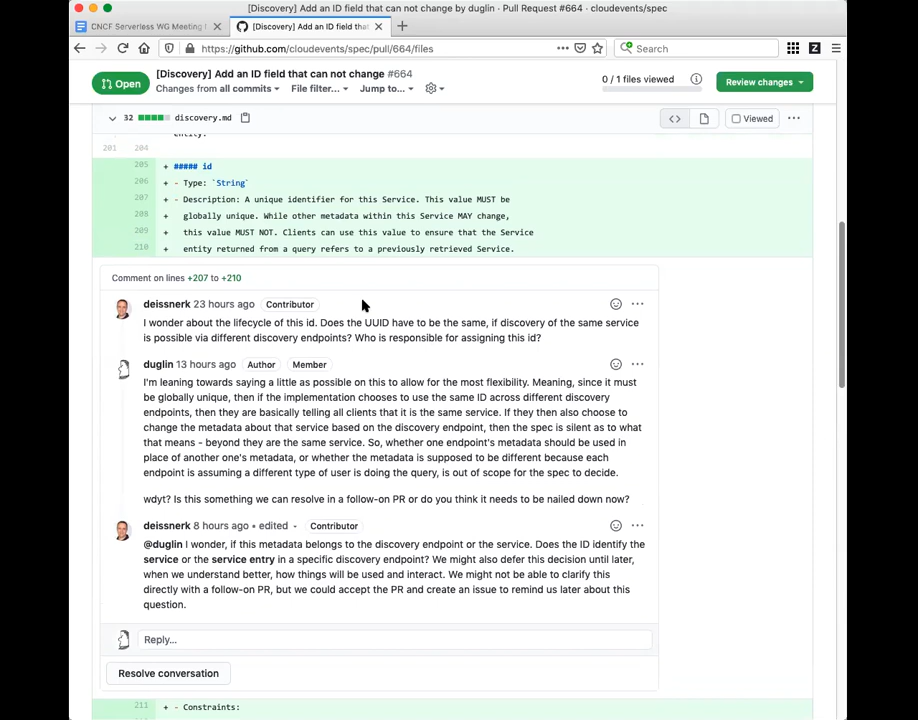 [Discovery] Add an ID field that can not change by duglin · Pull Request #664 · cloudevents/spec
CNCF Serverless WG Meeting
[Discovery] Add an ID field that can
https://github.com/cloudevents/spec/pull/664/files
Search
Open
[Discovery] Add an ID field that can not change #664
Changes from all commits
File filter...
Jump to...
0 / 1 files viewed
Review changes
32
discovery.md
Viewed
Entity.
201 204
205 + ##### id
206 + - Type: `String`
207 + - Description: A unique identifier for this Service. This value MUST be
208 + globally unique. While other metadata within this Service MAY change,
209 + this value MUST NOT. Clients can use this value to ensure that the Service
210 + entity returned from a query refers to a previously retrieved Service.
Comment on lines +207 to +210
deissnerk 23 hours ago Contributor
I wonder about the lifecycle of this id. Does the UUID have to be the same, if discovery of the same service
is possible via different discovery endpoints? Who is responsible for assigning this id?
duglin 13 hours ago Author Member
I'm leaning towards saying a little as possible on this to allow for the most flexibility. Meaning, since it must
be globally unique, then if the implementation chooses to use the same ID across different discovery
endpoints, then they are basically telling all clients that it is the same service. If they then also choose to
change the metadata about that service based on the discovery endpoint, then the spec is silent as to what
that means - beyond they are the same service. So, whether one endpoint's metadata should be used in
place of another one's metadata, or whether the metadata is supposed to be different because each
endpoint is assuming a different type of user is doing the query, is out of scope for the spec to decide.
wdyt? Is this something we can resolve in a follow-on PR or do you think it needs to be nailed down now?
deissnerk 8 hours ago • edited Contributor
@duglin I wonder, if this metadata belongs to the discovery endpoint or the service. Does the ID identify the
service or the service entry in a specific discovery endpoint? We might also defer this decision until later,
when we understand better, how things will be used and interact. We might not be able to clarify this
directly with a follow-on PR, but we could accept the PR and create an issue to remind us later about this
question.
Reply...
Resolve conversation
211 + - Constraints: